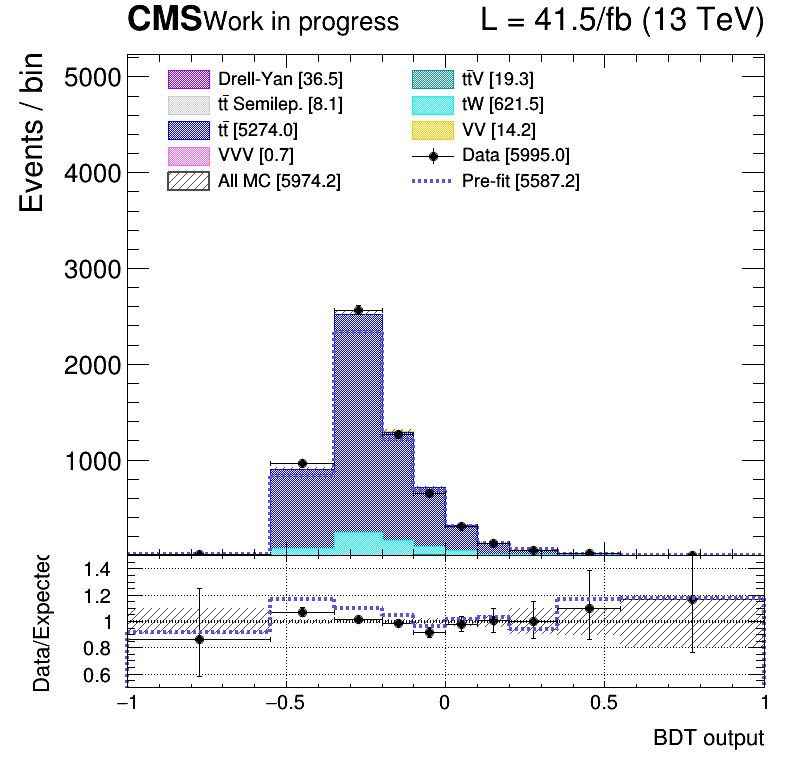 CMS Work in progress L = 41.5/fb (13 TeV)
Events / bin
5000
4000
3000
2000
1000
Drell-Yan [36.5]
tt̄ Semilep. [8.1]
tt̄ [5274.0]
VVV [0.7]
All MC [5974.2]
tt̄V [19.3]
tW [621.5]
VV [14.2]
Data [5995.0]
Pre-fit [5587.2]
Data/Expected
1.4
1.2
1
0.8
0.6
−1 −0.5 0 0.5 1
BDT output